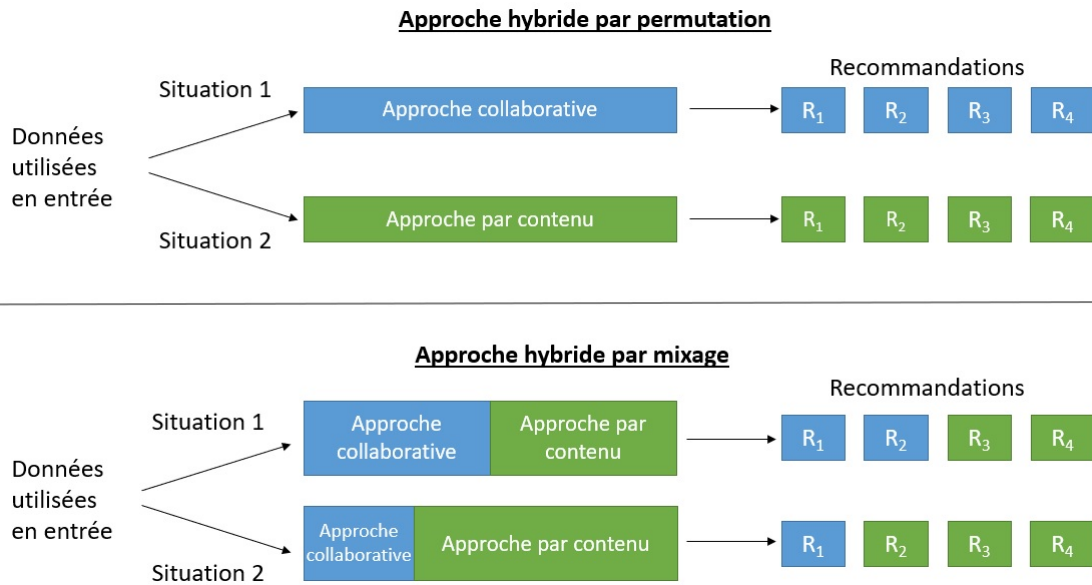 Approche hybride par permutation
Recommandations
Situation 1
Approche collaborative
R₁ R₂ R₃ R₄
Données
utilisées
en entrée
Approche par contenu
R₁ R₂ R₃ R₄
Situation 2
Approche hybride par mixage
Recommandations
Situation 1
Approche
collaborative
Approche par
contenu
R₁ R₂ R₃ R₄
Données
utilisées
en entrée
Approche
collaborative
Approche par contenu
R₁ R₂ R₃ R₄
Situation 2